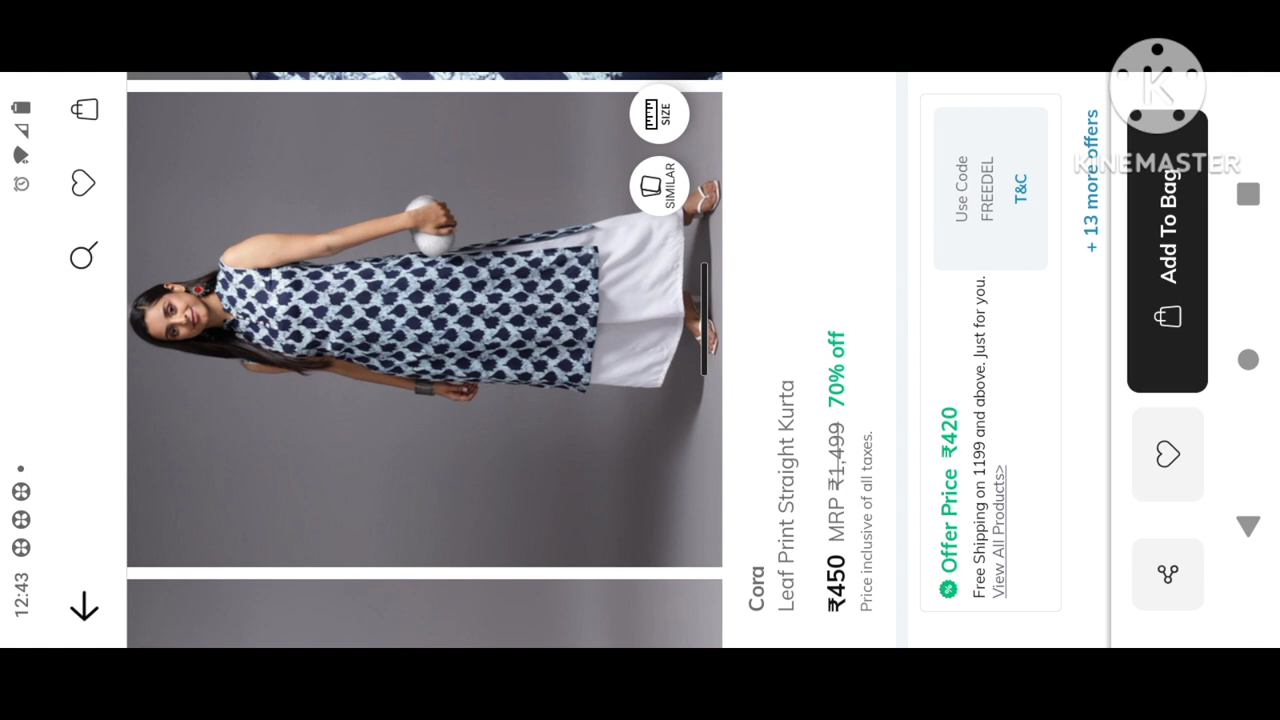 12:43
SIZE
SIMILAR
Cora
Leaf Print Straight Kurta
₹450 MRP ₹1,499 70% off
Price inclusive of all taxes.
Offer Price ₹420
Free Shipping on 1199 and above. Just for you.
View All Products>
Use Code
FREEDEL
T&C
+ 13 more offers
Add To Bag
K
KINEMASTER